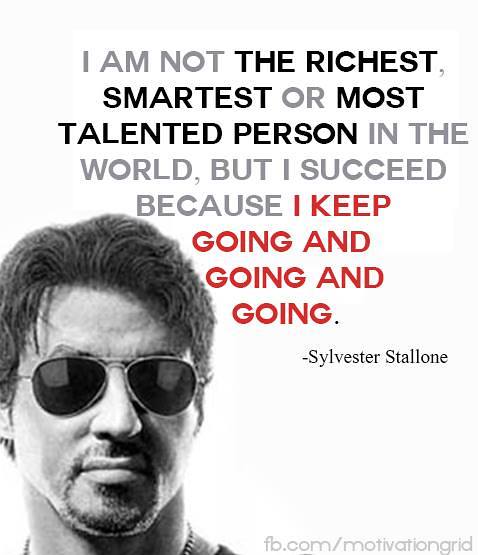 I AM NOT THE RICHEST,
SMARTEST OR MOST
TALENTED PERSON IN THE
WORLD, BUT I SUCCEED
BECAUSE I KEEP
GOING AND
GOING AND
GOING.
-Sylvester Stallone
fb.com/motivationgrid